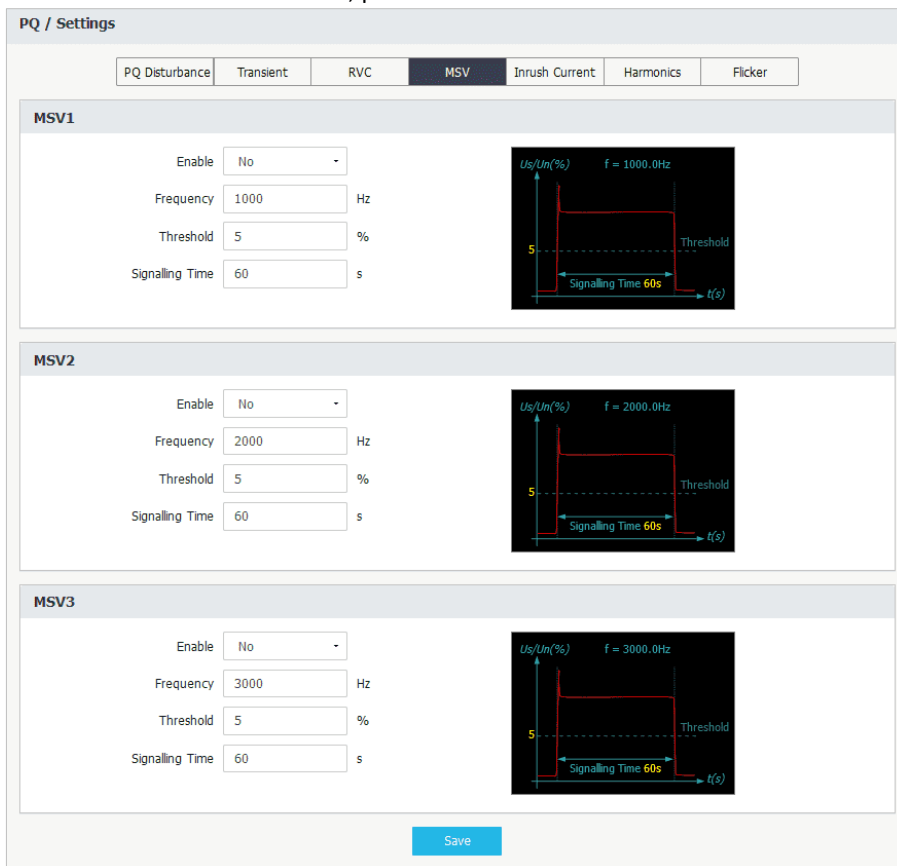 PQ / Settings
PQ Disturbance Transient RVC MSV Inrush Current Harmonics Flicker
MSV1
Enable No
Frequency 1000 Hz
Threshold 5 %
Signalling Time 60 s
Us/Un(%) f = 1000.0Hz
5 Threshold
Signalling Time 60s
t(s)
MSV2
Enable No
Frequency 2000 Hz
Threshold 5 %
Signalling Time 60 s
Us/Un(%) f = 2000.0Hz
5 Threshold
Signalling Time 60s
t(s)
MSV3
Enable No
Frequency 3000 Hz
Threshold 5 %
Signalling Time 60 s
Us/Un(%) f = 3000.0Hz
5 Threshold
Signalling Time 60s
t(s)
Save